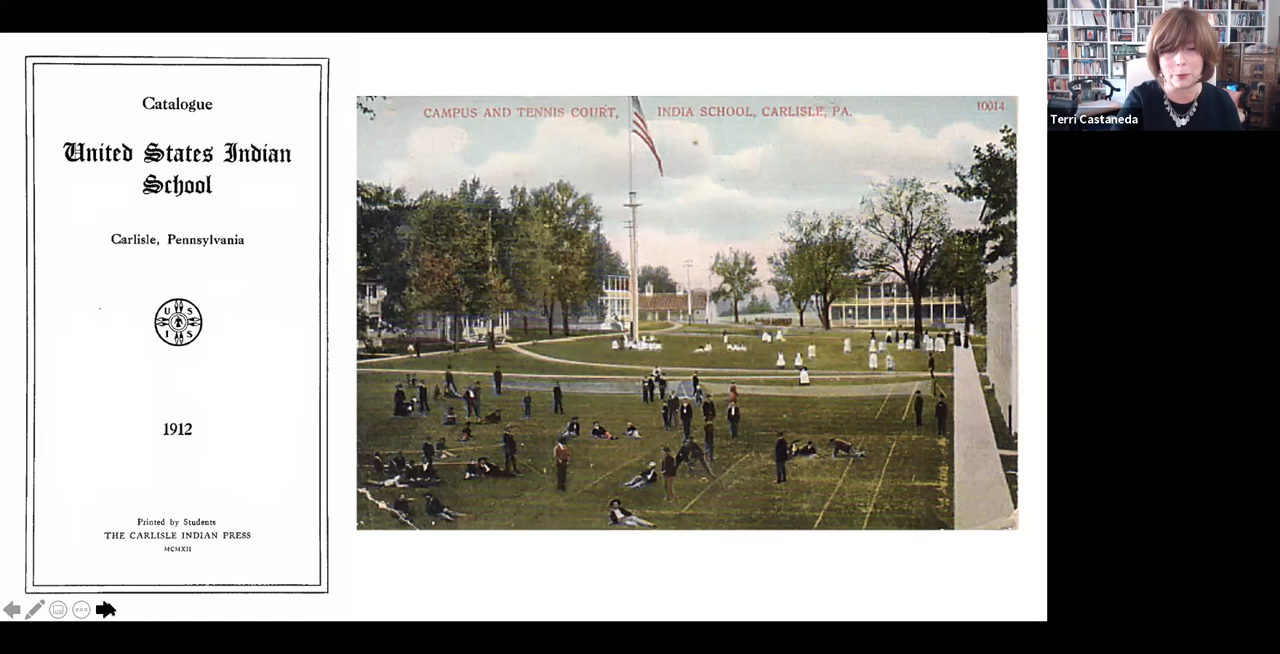 Catalogue
United States Indian
School
Carlisle, Pennsylvania
U S
I S
1912
Printed by Students
THE CARLISLE INDIAN PRESS
MCMXII
CAMPUS AND TENNIS COURT, INDIA SCHOOL, CARLISLE, PA. 10014
Terri Castaneda